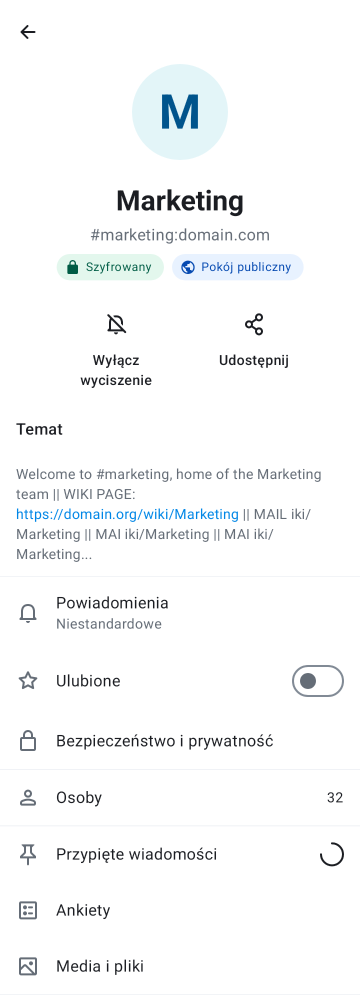 M
Marketing
#marketing:domain.com
Szyfrowany
Pokój publiczny
Wyłącz
wyciszenie
Udostępnij
Temat
Welcome to #marketing, home of the Marketing
team || WIKI PAGE:
https://domain.org/wiki/Marketing || MAIL iki/
Marketing || MAI iki/Marketing || MAI iki/
Marketing...
Powiadomienia
Niestandardowe
Ulubione
Bezpieczeństwo i prywatność
Osoby 32
Przypięte wiadomości
Ankiety
Media i pliki